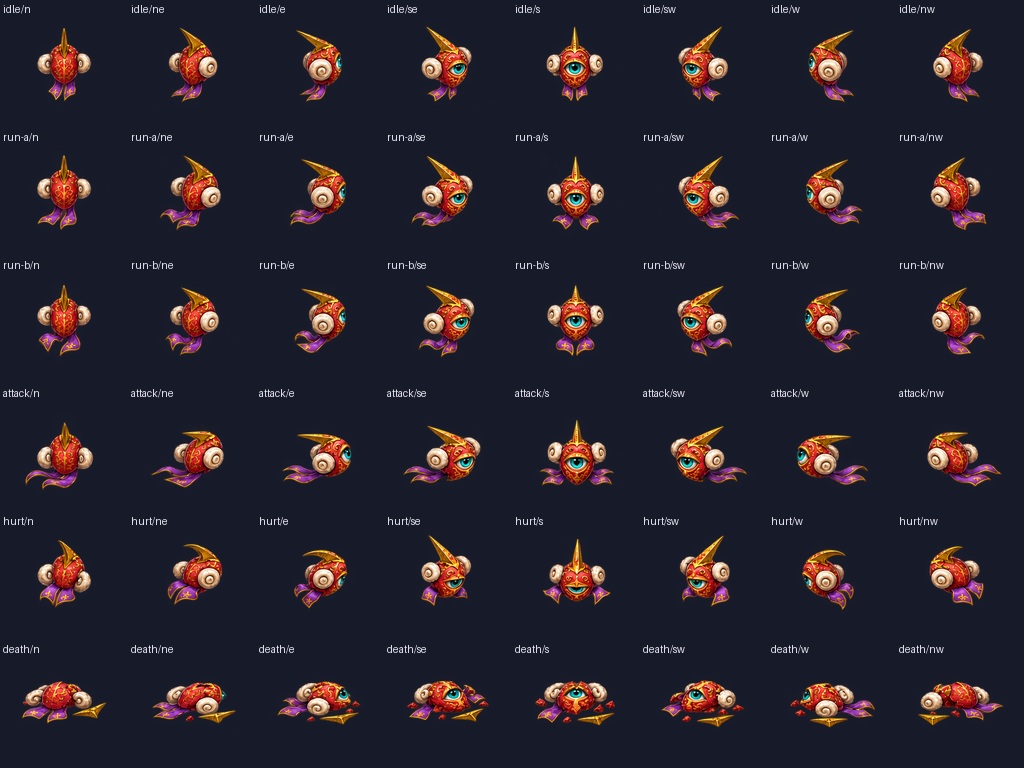 idle/n idle/ne idle/e idle/se idle/s idle/sw idle/w idle/nw
run-a/n run-a/ne run-a/e run-a/se run-a/s run-a/sw run-a/w run-a/nw
run-b/n run-b/ne run-b/e run-b/se run-b/s run-b/sw run-b/w run-b/nw
attack/n attack/ne attack/e attack/se attack/s attack/sw attack/w attack/nw
hurt/n hurt/ne hurt/e hurt/se hurt/s hurt/sw hurt/w hurt/nw
death/n death/ne death/e death/se death/s death/sw death/w death/nw